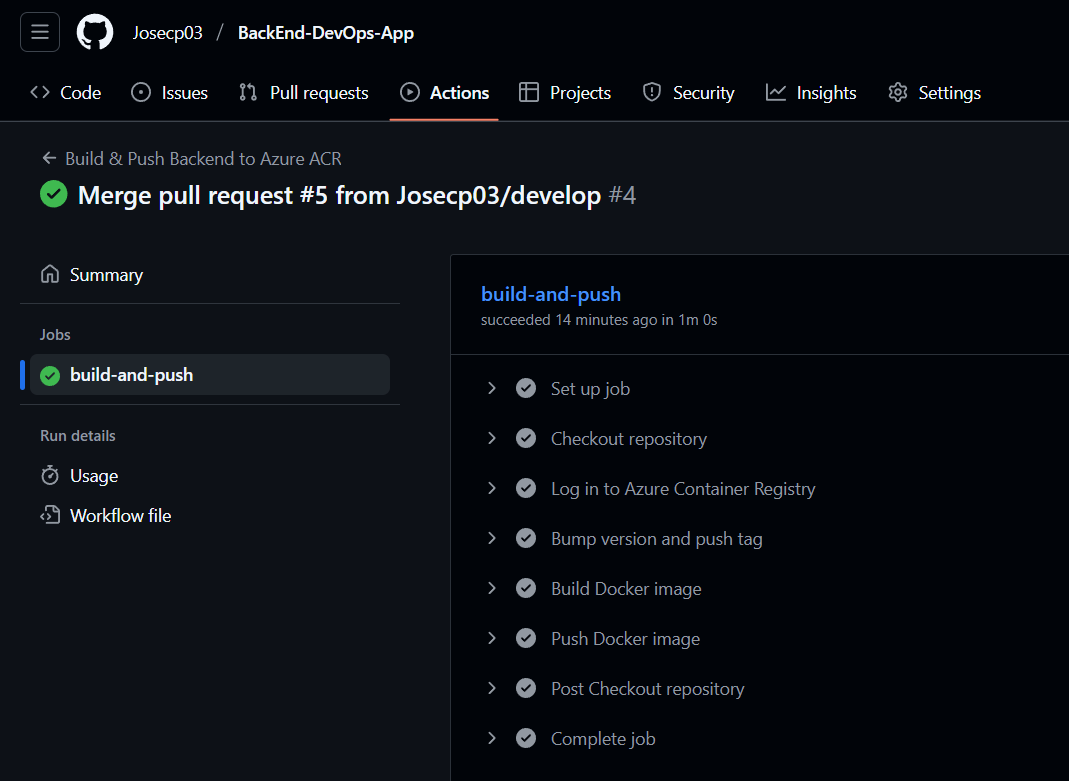 Josecp03 / BackEnd-DevOps-App
Code Issues Pull requests Actions Projects Security Insights Settings
Build & Push Backend to Azure ACR
Merge pull request #5 from Josecp03/develop #4
Summary
Jobs
build-and-push
Run details
Usage
Workflow file
build-and-push
succeeded 14 minutes ago in 1m 0s
Set up job
Checkout repository
Log in to Azure Container Registry
Bump version and push tag
Build Docker image
Push Docker image
Post Checkout repository
Complete job